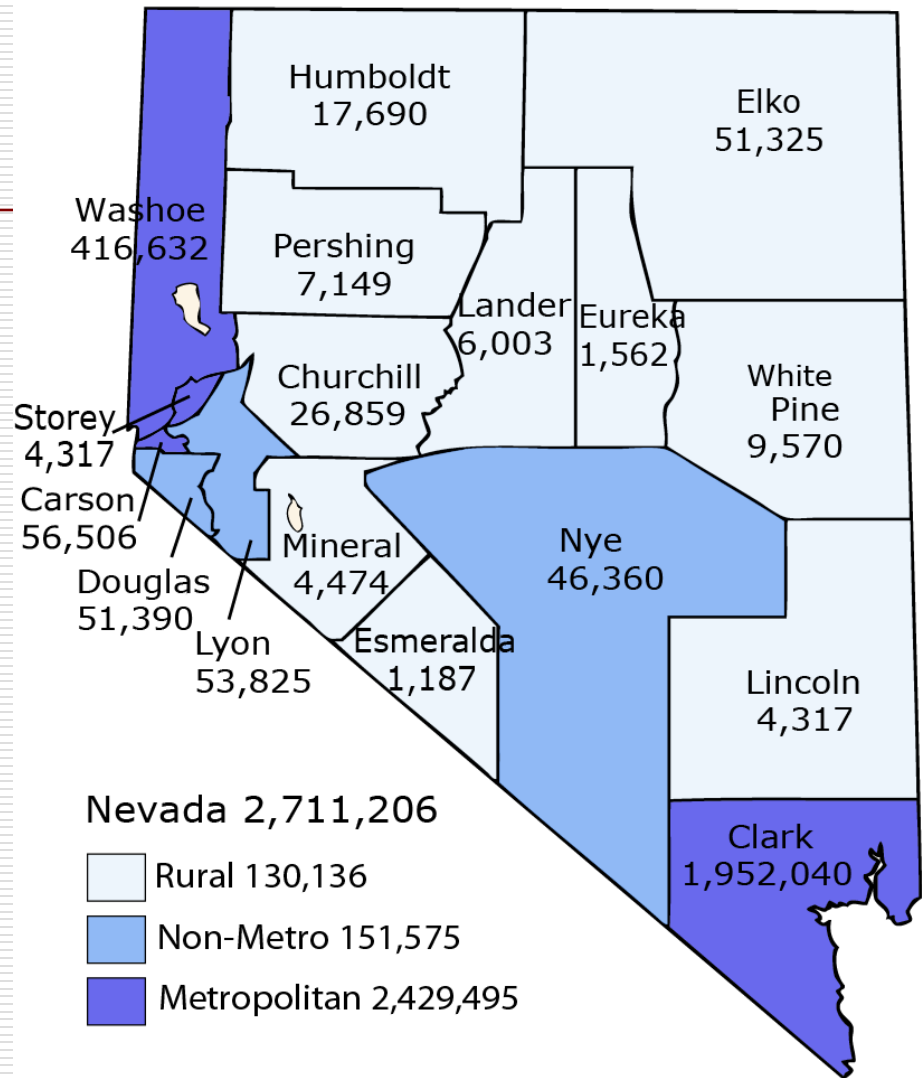 Humboldt
17,690
Elko
51,325
Washoe
416,632
Pershing
7,149
Lander
6,003
Eureka
1,562
Churchill
26,859
White
Pine
9,570
Storey
4,317
Carson
56,506
Douglas
51,390
Lyon
53,825
Mineral
4,474
Nye
46,360
Esmeralda
1,187
Lincoln
4,317
Clark
1,952,040
Nevada 2,711,206
Rural 130,136
Non-Metro 151,575
Metropolitan 2,429,495